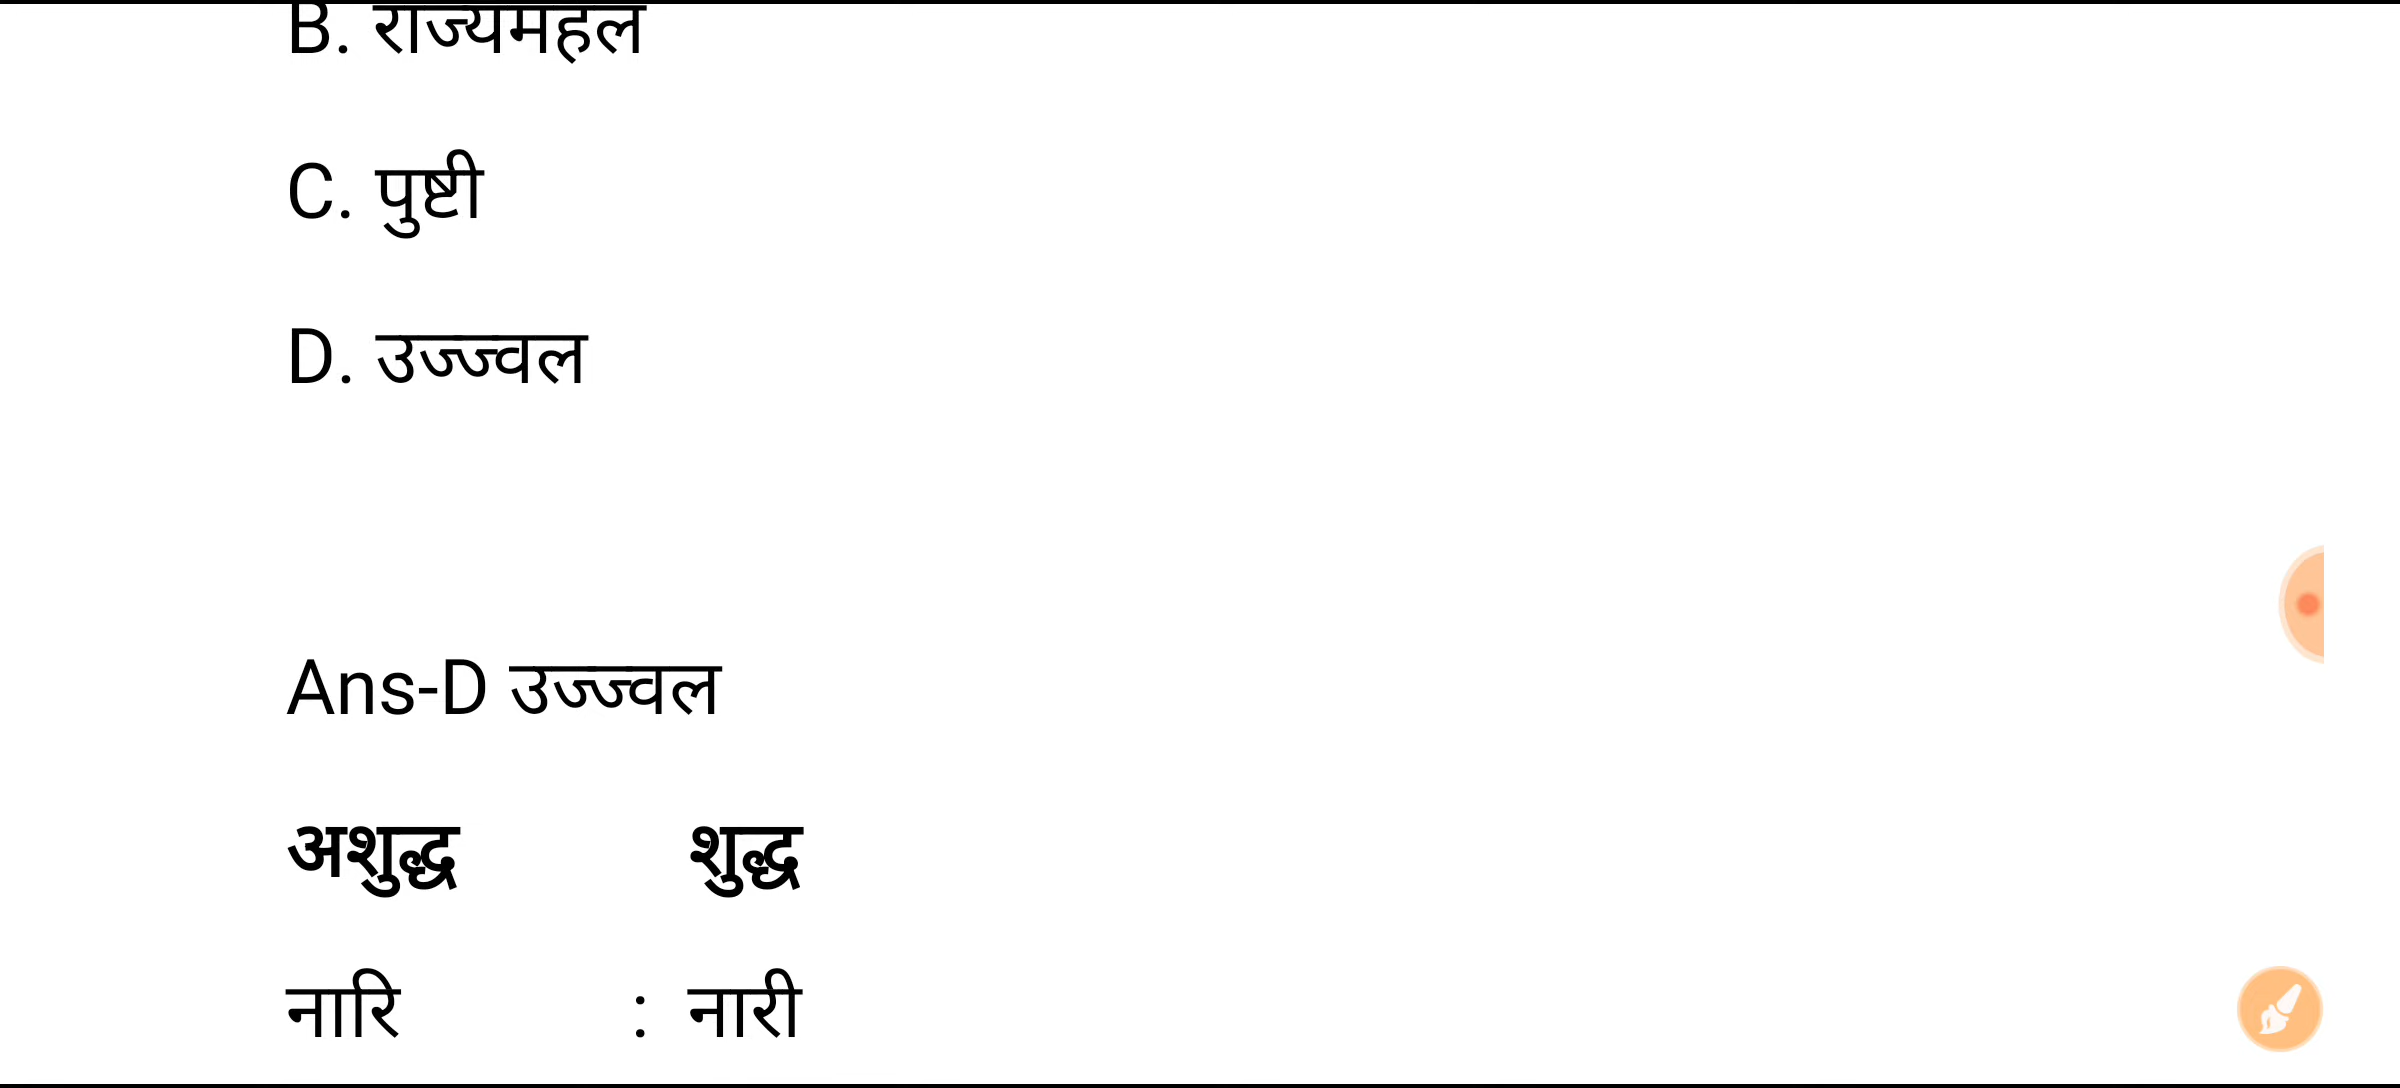 B. राज्यमहल
C. पुष्टी
D. उज्ज्वल
Ans-D उज्ज्वल
अशुद्ध शुद्ध
नारि : नारी